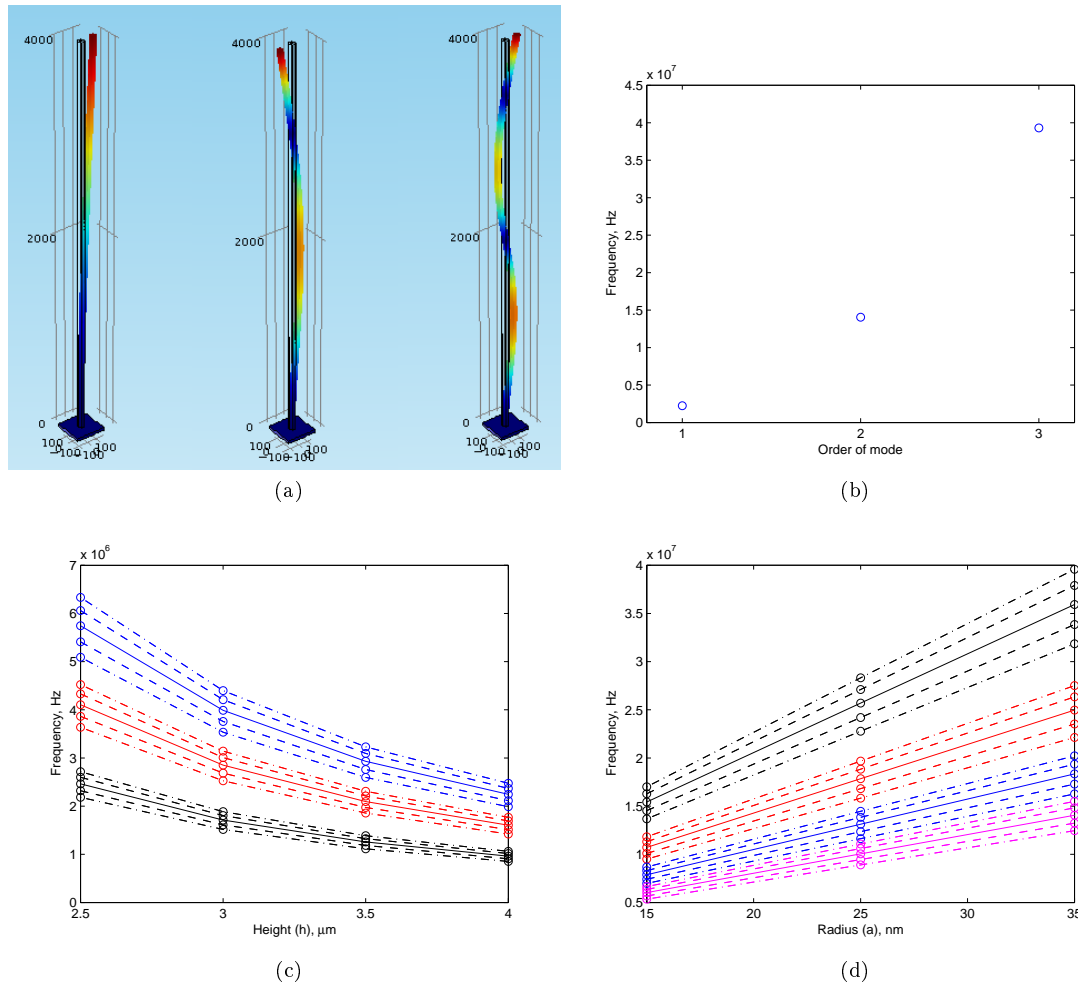 4000
2000
0
100
100
−100
−100
4000
2000
0
100
100
−100
−100
4000
2000
0
100
100
−100
−100
(a)
x 10^7
4.5
4
3.5
3
2.5
2
1.5
1
0.5
0
1 2 3
Frequency, Hz
Order of mode
(b)
x 10^6
7
6
5
4
3
2
1
0
2.5 3 3.5 4
Frequency, Hz
Height (h), μm
(c)
x 10^7
4
3.5
3
2.5
2
1.5
1
0.5
15 20 25 30 35
Frequency, Hz
Radius (a), nm
(d)